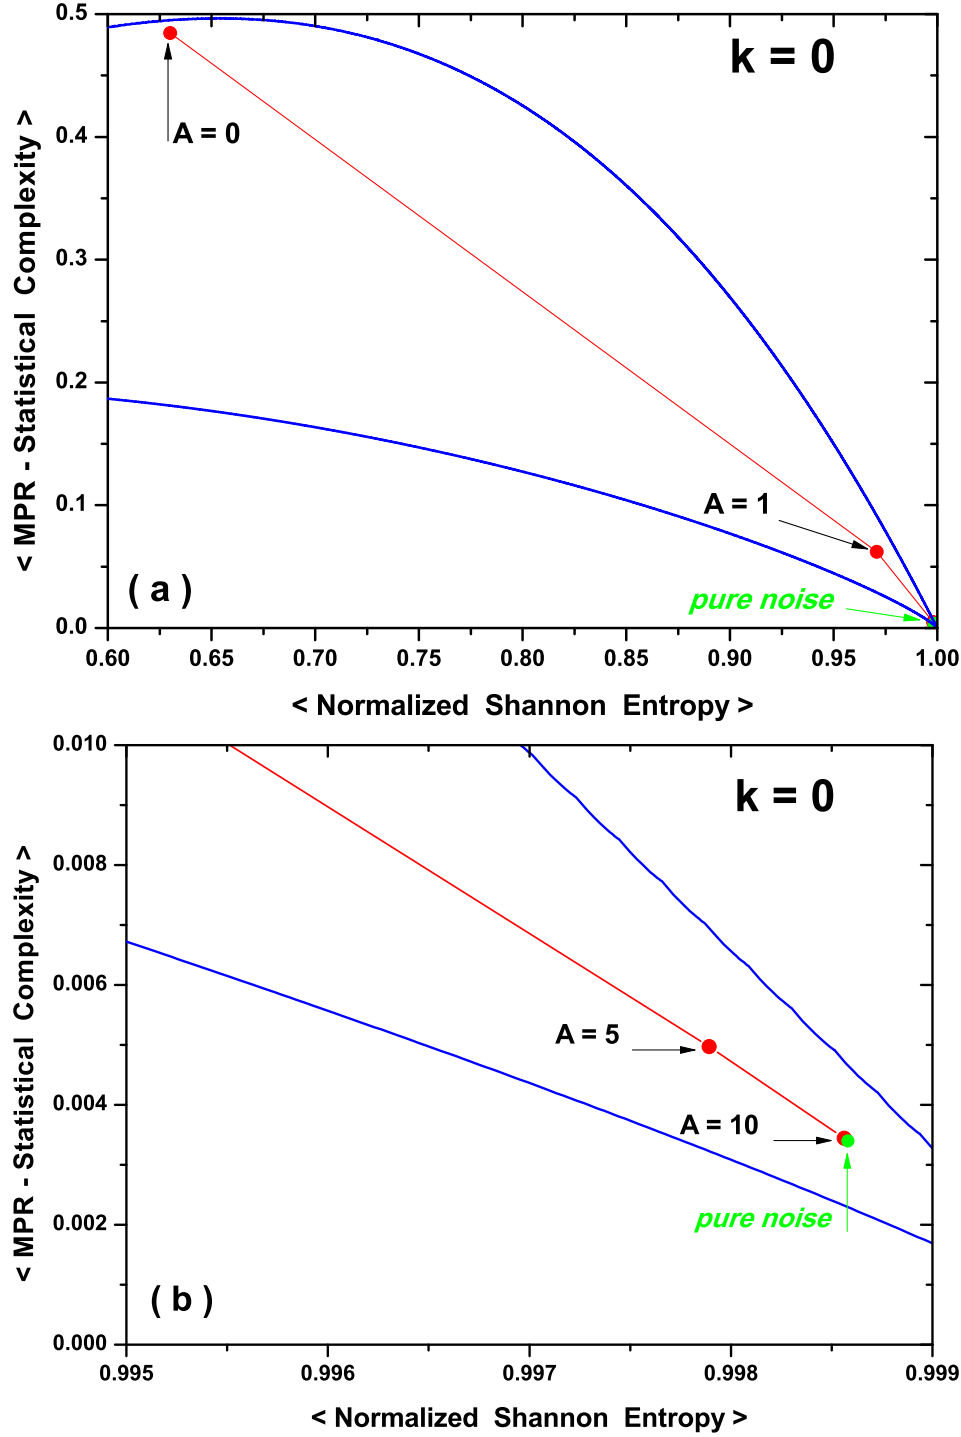 0.5
k = 0
0.4
A = 0
0.3
0.2
A = 1
0.1
( a )
pure noise
0.0
0.60 0.65 0.70 0.75 0.80 0.85 0.90 0.95 1.00
< MPR - Statistical Complexity >
< Normalized Shannon Entropy >
0.010
k = 0
0.008
0.006
A = 5
0.004
A = 10
pure noise
0.002
( b )
0.000
0.995 0.996 0.997 0.998 0.999
< MPR - Statistical Complexity >
< Normalized Shannon Entropy >